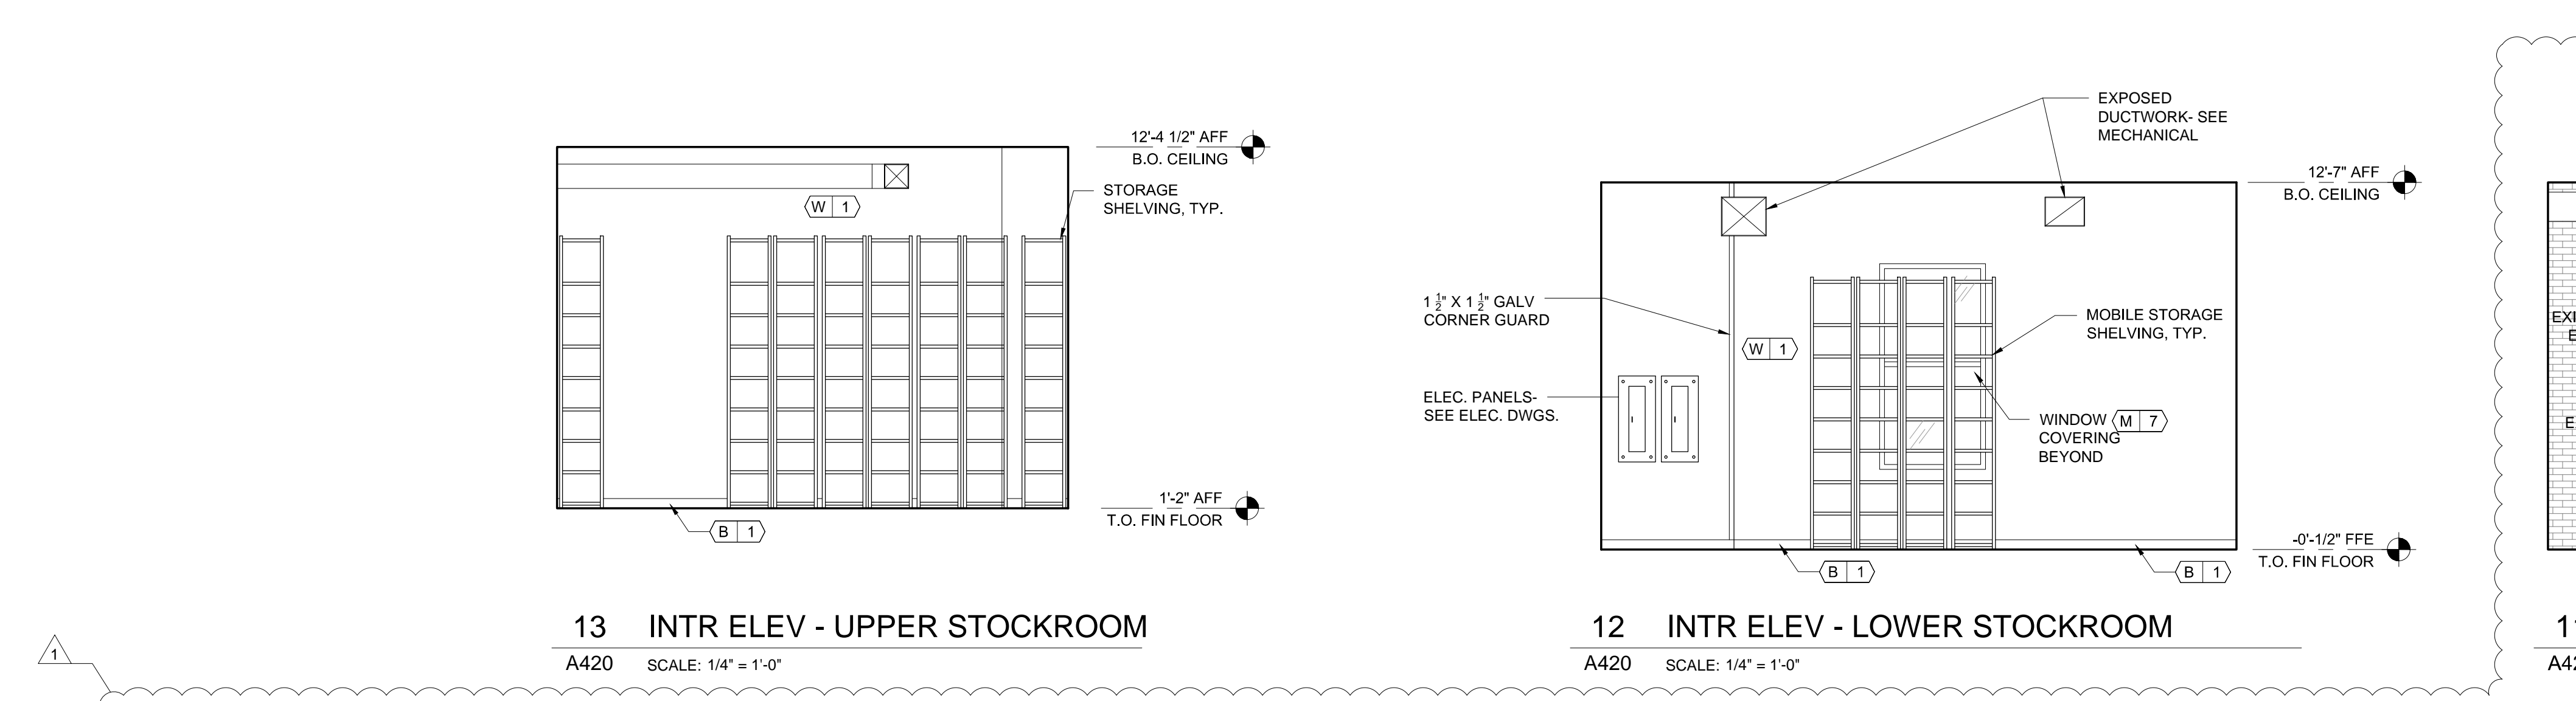 12'-4 1/2" AFF
B.O. CEILING
STORAGE
SHELVING, TYP.
W 1
1'-2" AFF
T.O. FIN FLOOR
B 1
13 INTR ELEV - UPPER STOCKROOM
A420 SCALE: 1/4" = 1'-0"
1
EXPOSED
DUCTWORK- SEE
MECHANICAL
12'-7" AFF
B.O. CEILING
1 1/2" X 1 1/2" GALV
CORNER GUARD
W 1
MOBILE STORAGE
SHELVING, TYP.
ELEC. PANELS-
SEE ELEC. DWGS.
WINDOW M 7
COVERING
BEYOND
-0'-1/2" FFE
T.O. FIN FLOOR
B 1
B 1
12 INTR ELEV - LOWER STOCKROOM
A420 SCALE: 1/4" = 1'-0"